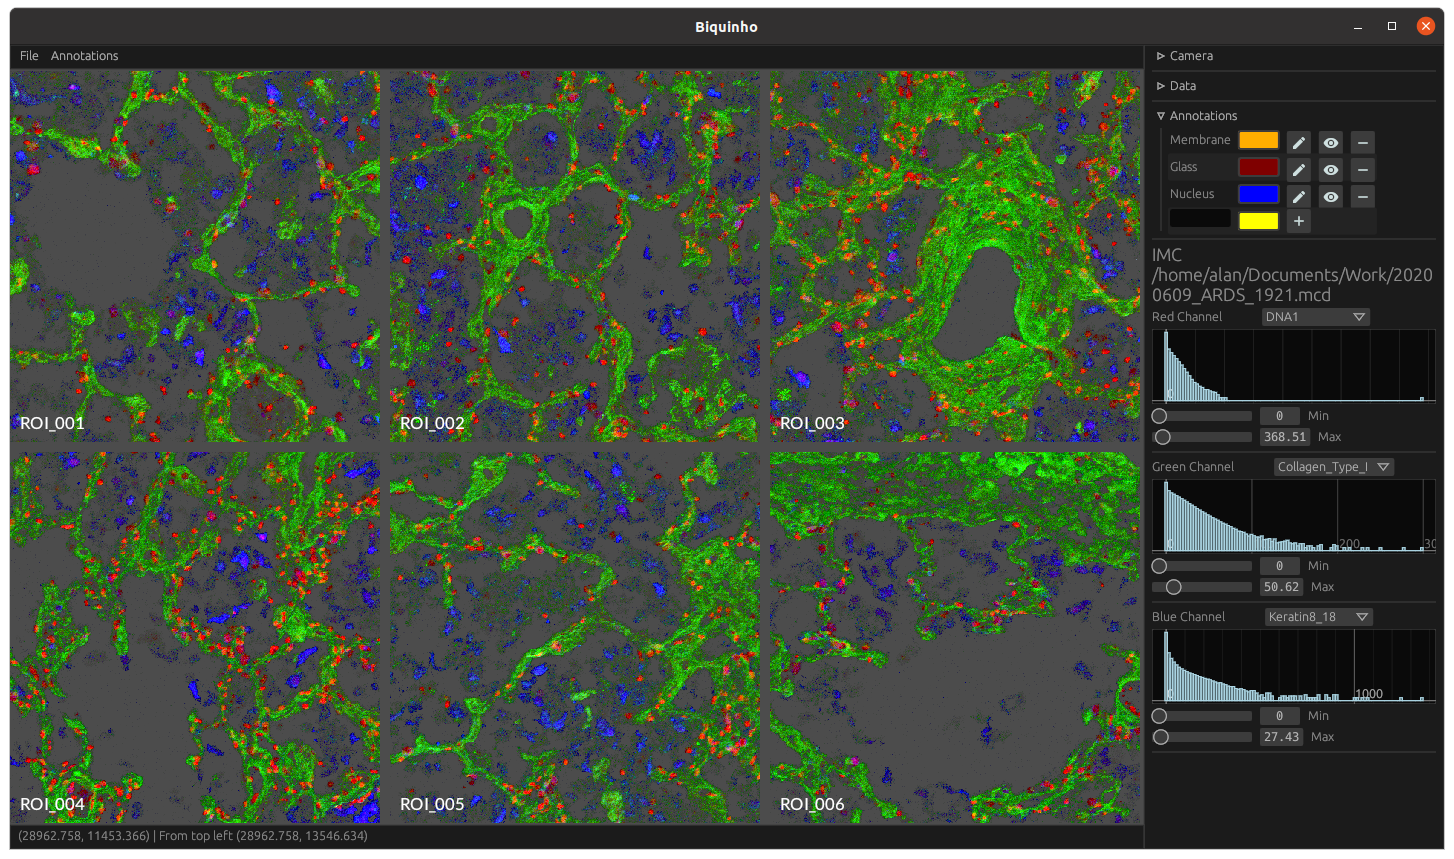 Biquinho
File Annotations
ROI_001
ROI_002
ROI_003
ROI_004
ROI_005
ROI_006
(28962.758, 11453.366) | From top left (28962.758, 13546.634)
Camera
Data
Annotations
Membrane
Glass
Nucleus
IMC
/home/alan/Documents/Work/2020
0609_ARDS_1921.mcd
Red Channel DNA1
0
0 Min
368.51 Max
Green Channel Collagen_Type_I
0 200 30
0 Min
50.62 Max
Blue Channel Keratin8_18
0 1000
0 Min
27.43 Max